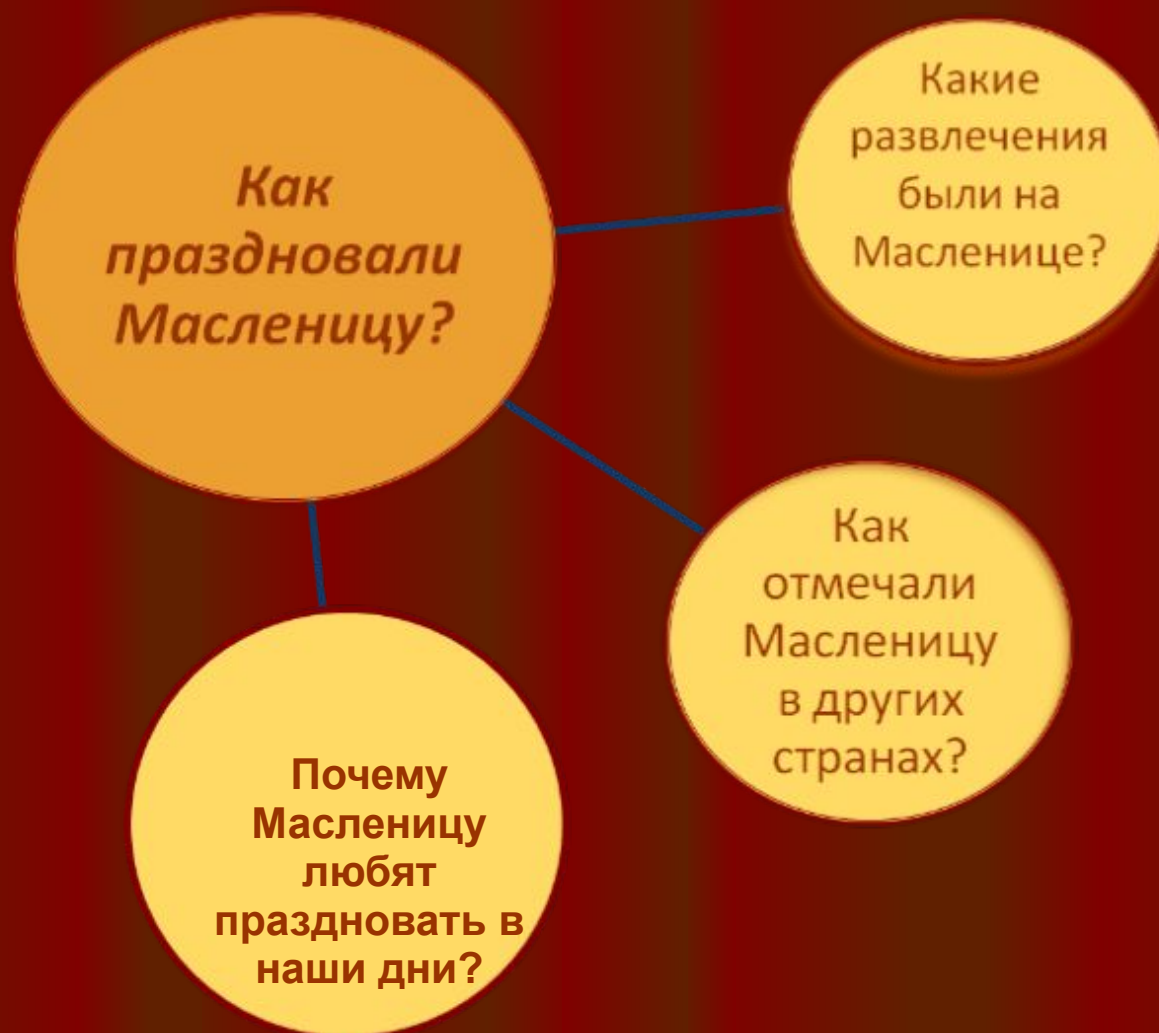 Как
праздновали
Масленицу?
Какие
развлечения
были на
Масленице?
Как
отмечали
Масленицу
в других
странах?
Почему
Масленицу
любят
праздновать в
наши дни?